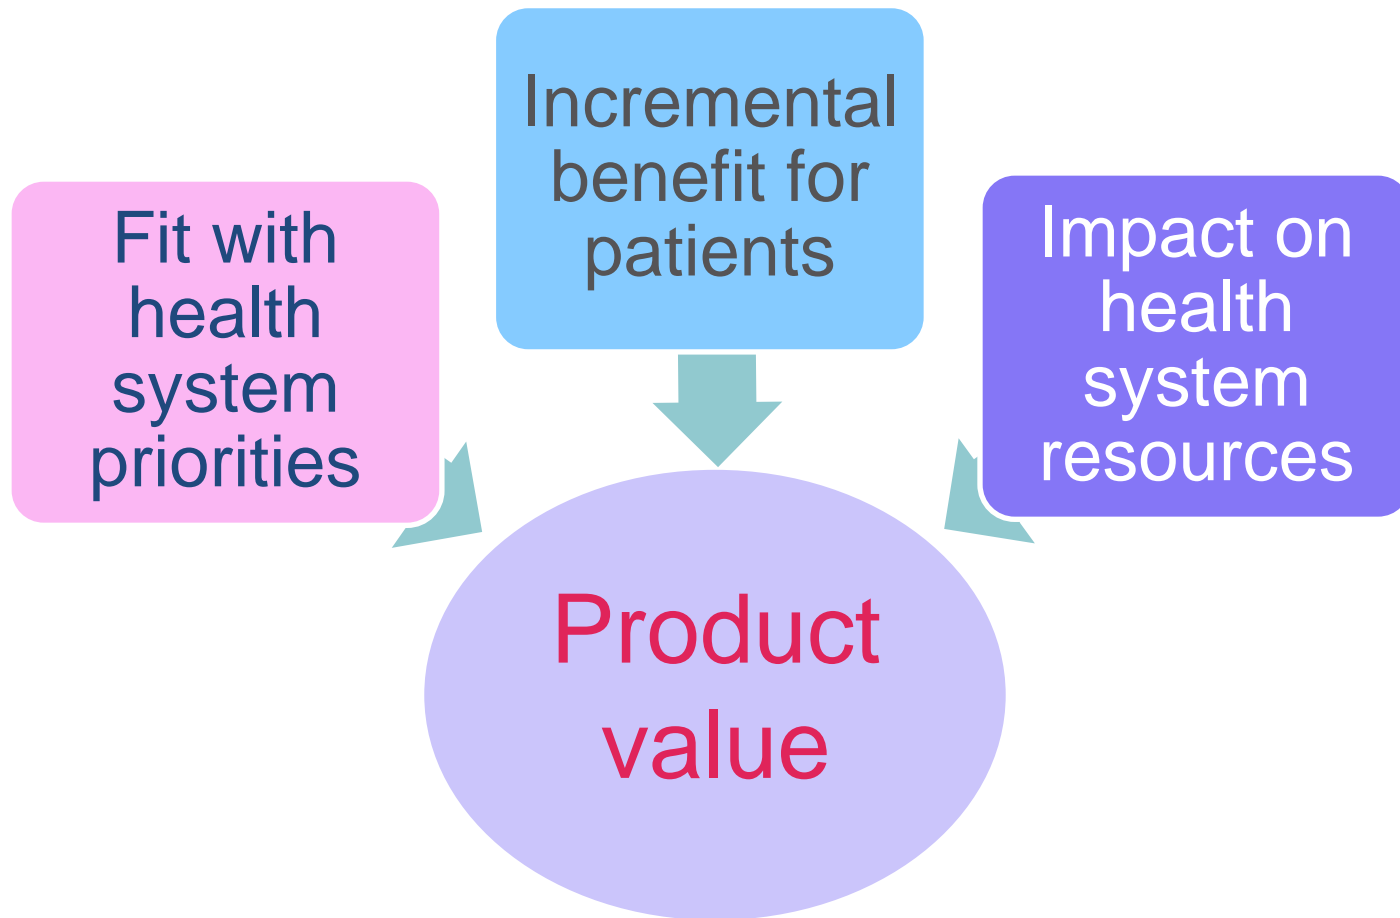 Incremental
benefit for
patients
Fit with
health
system
priorities
Impact on
health
system
resources
Product
value